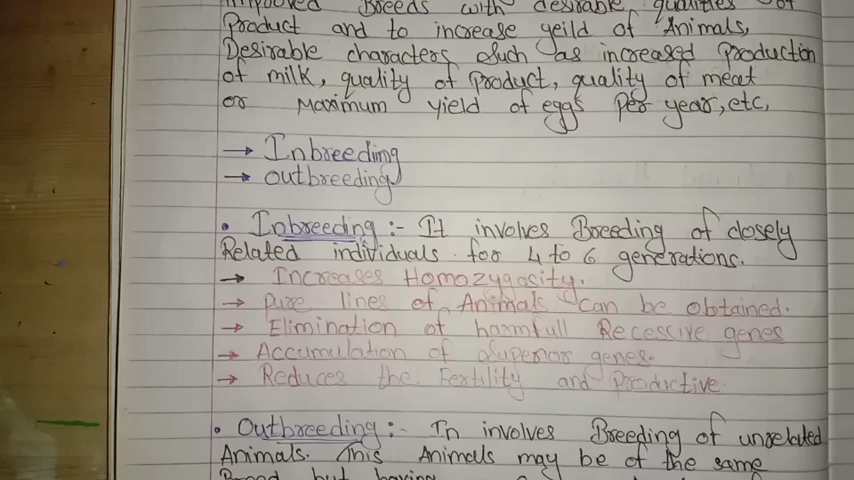 Improved Breeds with desirable qualities of
Product and to increase yeild of Animals,
Desirable characters such as increased production
of milk, quality of Product, quality of meat
or Maximum yield of eggs per year, etc,
→ Inbreeding
→ outbreeding
• Inbreeding :- It involves Breeding of closely
Related individuals for 4 to 6 generations.
→ Increases Homozygosity.
→ Pure lines of Animals can be obtained.
→ Elimination of harmfull Recessive genes
→ Accumulation of Superior genes.
→ Reduces the Fertility and Productive.
• Outbreeding :- In involves Breeding of unrelated
Animals. This Animals may be of the same
Breed but having